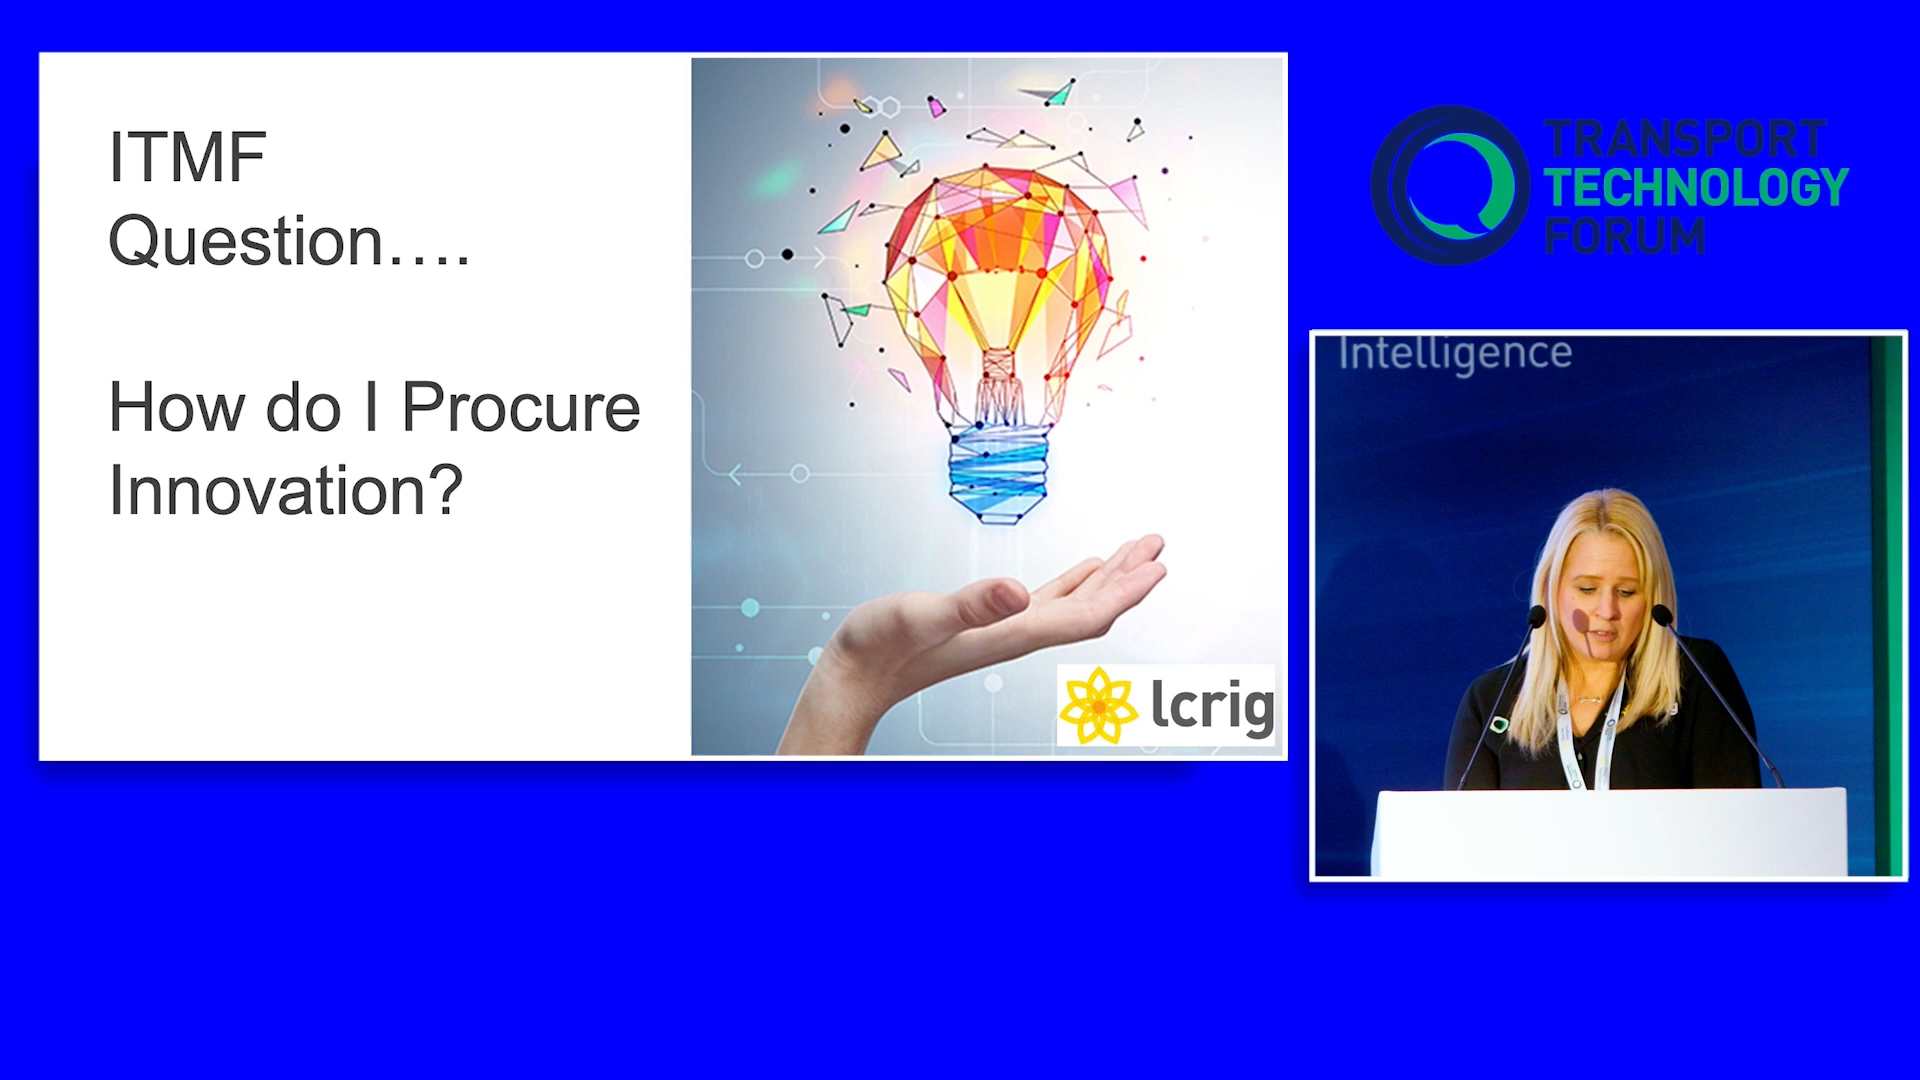 ITMF
Question….
How do I Procure
Innovation?
lcrig
TRANSPORT
TECHNOLOGY
FORUM
Intelligence